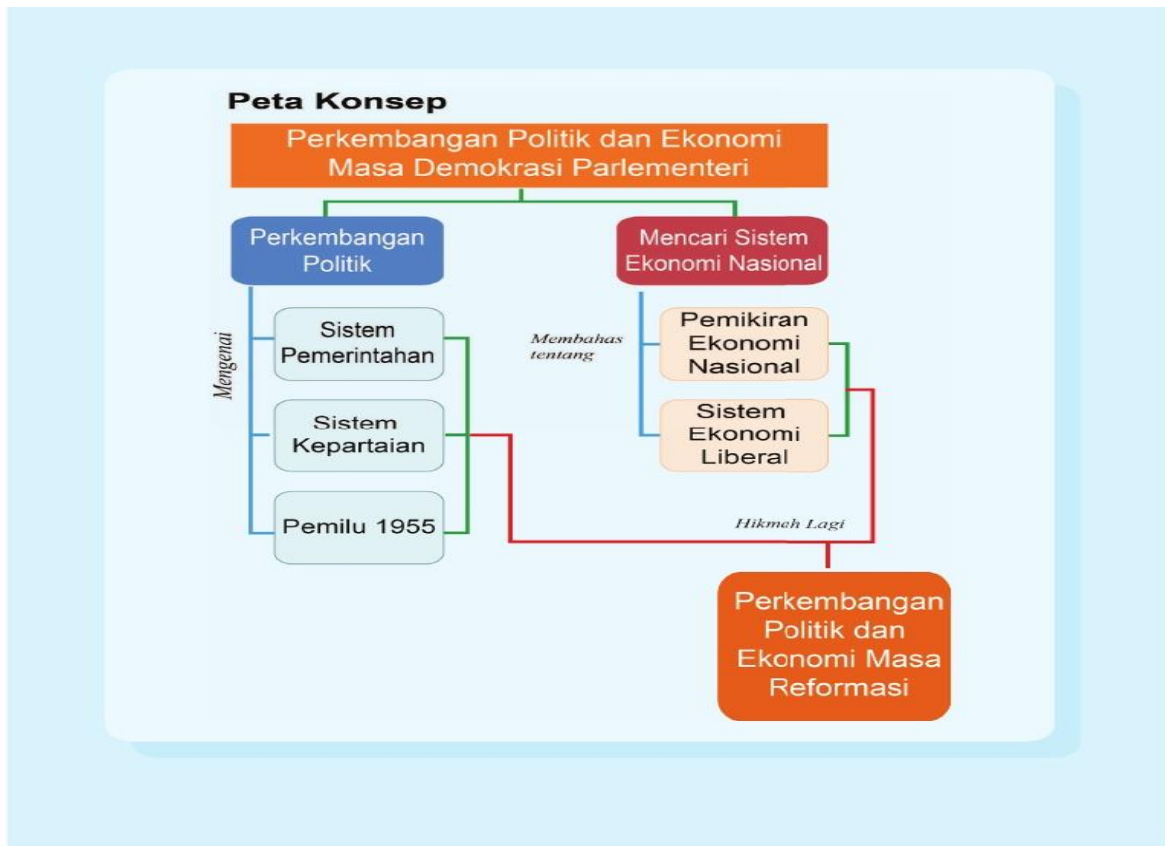 Peta Konsep
Perkembangan Politik dan Ekonomi
Masa Demokrasi Parlementeri
Perkembangan
Politik
Mencari Sistem
Ekonomi Nasional
Mengenai
Sistem
Pemerintahan
Sistem
Kepartaian
Pemilu 1955
Membahas
tentang
Pemikiran
Ekonomi
Nasional
Sistem
Ekonomi
Liberal
Hikmeh Lagi
Perkembangan
Politik dan
Ekonomi Masa
Reformasi